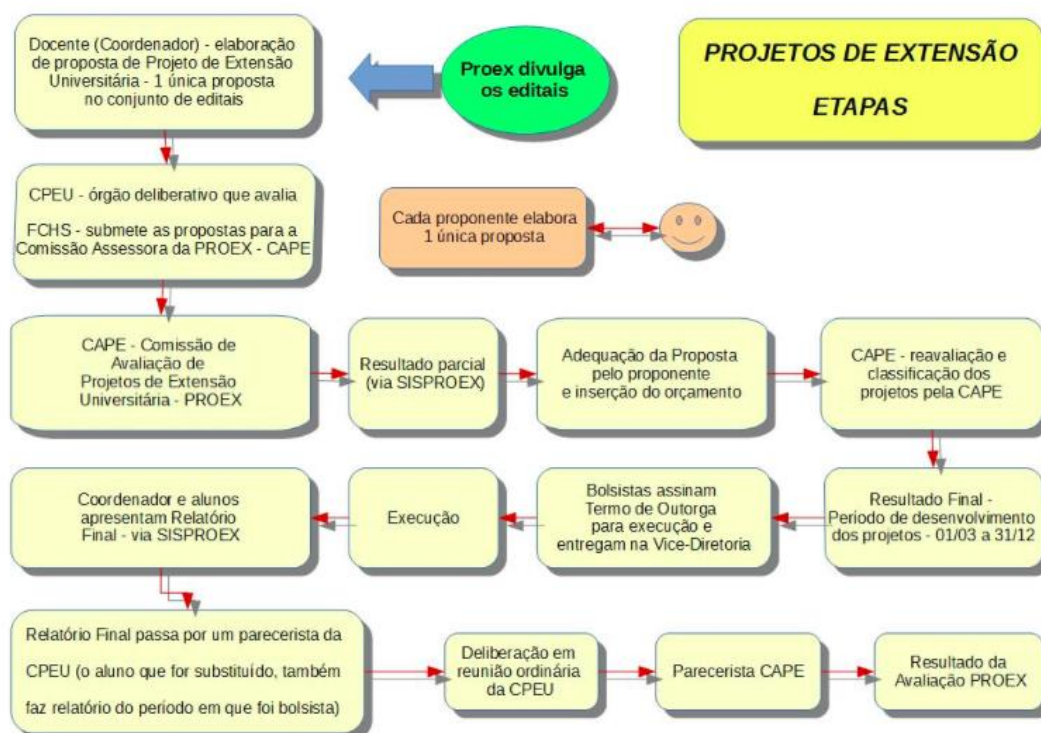 Docente (Coordenador) - elaboração
de proposta de Projeto de Extensão
Universitária - 1 única proposta
no conjunto de editais
Proex divulga
os editais
PROJETOS DE EXTENSÃO
ETAPAS
CPEU - órgão deliberativo que avalia
FCHS - submete as propostas para a
Comissão Assessora da PROEX - CAPE
Cada proponente elabora
1 única proposta
CAPE - Comissão de
Avaliação de
Projetos de Extensão
Universitária - PROEX
Resultado parcial
(via SISPROEX)
Adequação da Proposta
pelo proponente
e inserção do orçamento
CAPE - reavaliação e
classificação dos
projetos pela CAPE
Resultado Final -
Período de desenvolvimento
dos projetos - 01/03 a 31/12
Bolsistas assinam
Termo de Outorga
para execução e
entregam na Vice-Diretoria
Execução
Coordenador e alunos
apresentam Relatório
Final - via SISPROEX
Relatório Final passa por um parecerista da
CPEU (o aluno que for substituído, também
faz relatório do período em que foi bolsista)
Deliberação em
reunião ordinária
da CPEU
Parecerista CAPE
Resultado da
Avaliação PROEX